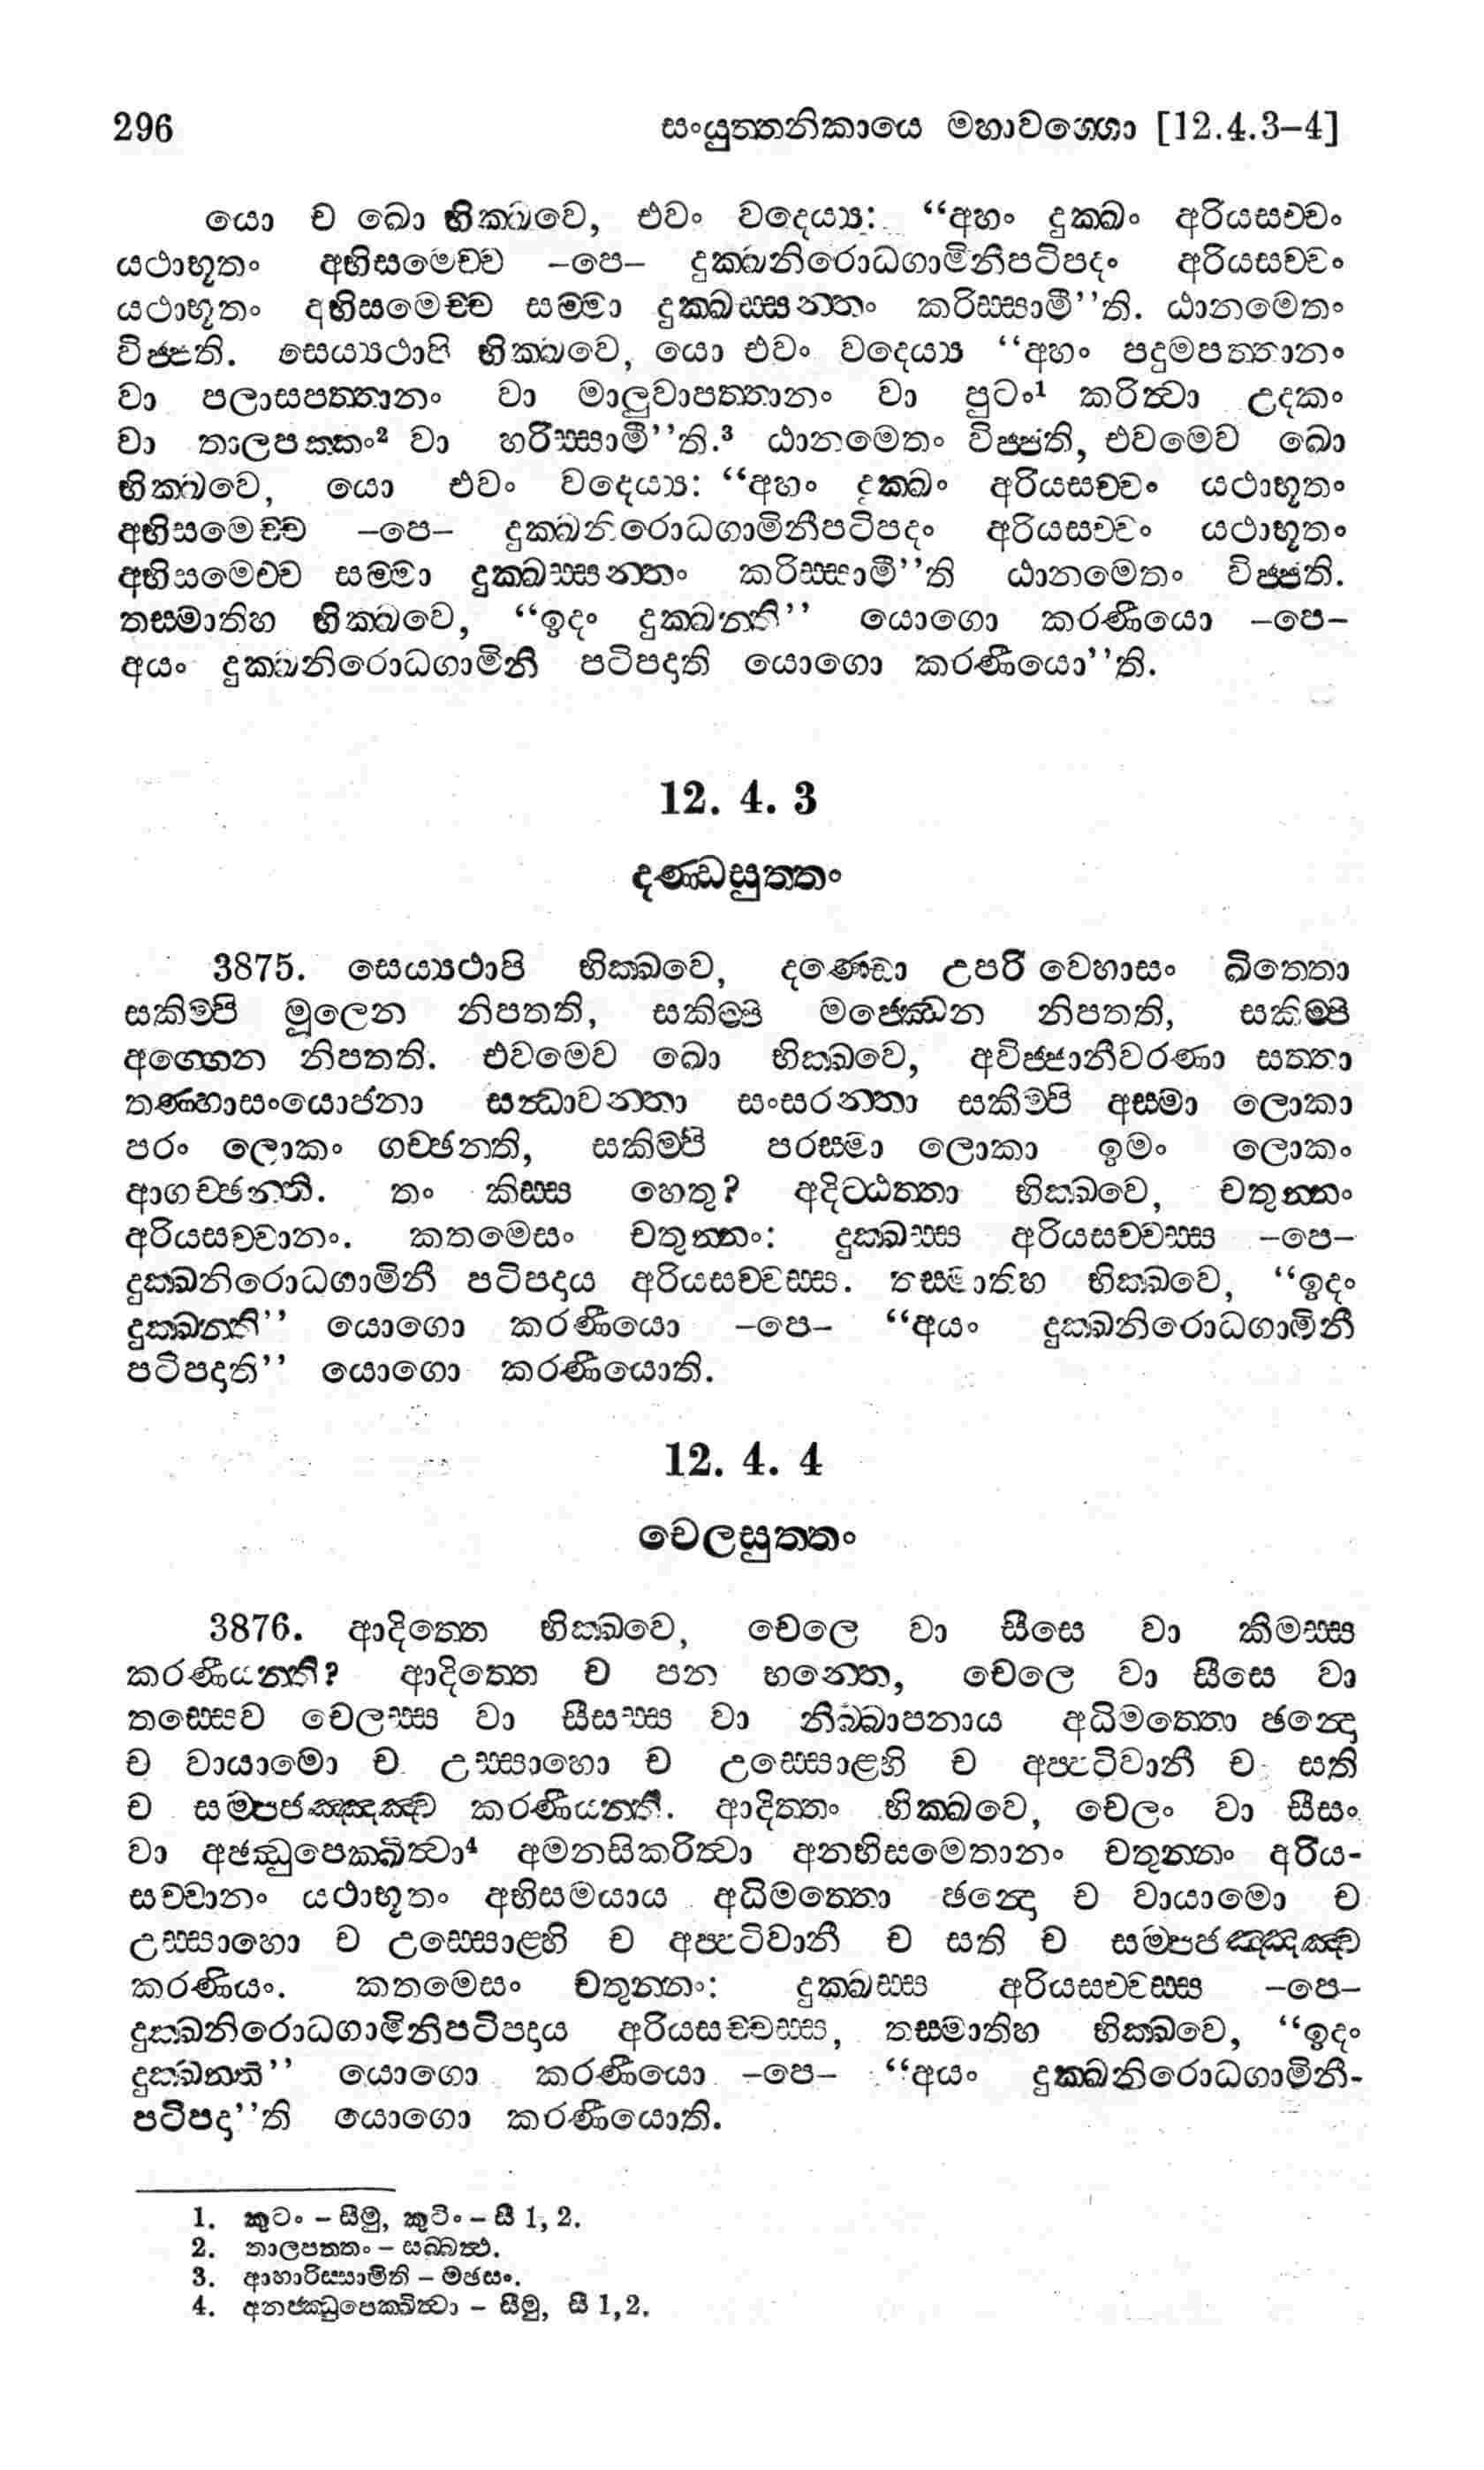 296 සංයුත්තනිකායෙ මහාවග්ගො [12.4.3–4]
යො ච ඛො භික්ඛවෙ, එවං වදෙය්‍ය: “අහං දුක්ඛං අරියසච්චං
යථාභූතං අභිසමෙච්ච –පෙ– දුක්ඛනිරොධගාමිනීපටිපදං අරියසච්චං
යථාභූතං අභිසමෙච්ච සම්මා දුක්ඛස්සන්තං කරිස්සාමී’’ති. ඨානමෙතං
විජ්ජති. සෙය්‍යථාපි භික්ඛවෙ, යො එවං වදෙය්‍ය “අහං පදුමපත්තානං
වා පලාසපත්තානං වා මාලුවාපත්තානං වා පුටං¹ කරිත්‍වා උදකං
වා තාලපක්කං² වා හරිස්සාමී’’ති.³ ඨානමෙතං විජ්ජති, එවමෙව ඛො
භික්ඛවෙ, යො එවං වදෙය්‍ය: “අහං දුක්ඛං අරියසච්චං යථාභූතං
අභිසමෙච්ච –පෙ– දුක්ඛනිරොධගාමිනීපටිපදං අරියසච්චං යථාභූතං
අභිසමෙච්ච සම්මා දුක්ඛස්සන්තං කරිස්සාමී’’ති ඨානමෙතං විජ්ජති.
තස්මාතිහ භික්ඛවෙ, “ඉදං දුක්ඛන්ති’’ යොගො කරණීයො –පෙ–
අයං දුක්ඛනිරොධගාමිනි පටිපදාති යොගො කරණීයො’’ති.
12. 4. 3
දණ්ඩසුත්තං
3875. සෙය්‍යථාපි භික්ඛවෙ, දණ්ඩො උපරි වෙහාසං ඛිත්තො
සකිම්පි මූලෙන නිපතති, සකිම්පි මජ්ඣෙන නිපතති, සකිම්පි
අග්ගෙන නිපතති. එවමෙව ඛො භික්ඛවෙ, අවිජ්ජානීවරණා සත්තා
තණ්හාසංයොජනා සන්ධාවන්තා සංසරන්තා සකිම්පි අස්මා ලොකා
පරං ලොකං ගච්ඡන්ති, සකිම්පි පරස්මා ලොකා ඉමං ලොකං
ආගච්ඡන්ති. තං කිස්ස හෙතු? අදිට්ඨත්තා භික්ඛවෙ, චතුන්නං
අරියසච්චානං. කතමෙසං චතුන්නං: දුක්ඛස්ස අරියසච්චස්ස –පෙ–
දුක්ඛනිරොධගාමිනී පටිපදාය අරියසච්චස්ස. තස්මාතිහ භික්ඛවෙ, “ඉදං
දුක්ඛන්ති’’ යොගො කරණීයො –පෙ– “අයං දුක්ඛනිරොධගාමිනී
පටිපදාති’’ යොගො කරණීයොති.
12. 4. 4
චෙලසුත්තං
3876. ආදිත්තෙ භික්ඛවෙ, චෙලෙ වා සීසෙ වා කිමස්ස
කරණීයන්ති? ආදිත්තෙ ච පන භන්තෙ, චෙලෙ වා සීසෙ වා
තස්සෙව චෙලස්ස වා සීසස්ස වා නිබ්බාපනාය අධිමත්තො ඡන්දො
ච වායාමො ච උස්සාහො ච උස්සොළ්හි ච අප්පටිවානී ච සති
ච සම්පජඤ්ඤඤ්ච කරණීයන්ති. ආදිත්තං භික්ඛවෙ, චෙලං වා සීසං
වා අජ්ඣුපෙක්ඛිත්‍වා⁴ අමනසිකරිත්‍වා අනභිසමෙතානං චතුන්නං අරිය-
සච්චානං යථාභූතං අභිසමයාය අධිමත්තො ඡන්දො ච වායාමො ච
උස්සාහො ච උස්සොළ්හි ච අප්පටිවානී ච සති ච සම්පජඤ්ඤඤ්ච
කරණියං. කතමෙසං චතුන්නං: දුක්ඛස්ස අරියසච්චස්ස –පෙ–
දුක්ඛනිරොධගාමිනිපටිපදාය අරියසච්චස්ස, තස්මාතිහ භික්ඛවෙ, “ඉදං
දුක්ඛන්ති’’ යොගො කරණීයො –පෙ– “අයං දුක්ඛනිරොධගාමිනී-
පටිපදා’’ති යොගො කරණීයොති.
1. කුටං – සීමු, කුටිං – සී 1, 2.
2. තාලපත්තං – සබ්බත්‍ථ.
3. ආහාරිස්සාමිති – මඡසං.
4. අනජ්ඣුපෙක්ඛිත්‍වා – සීමු, සී 1,2.